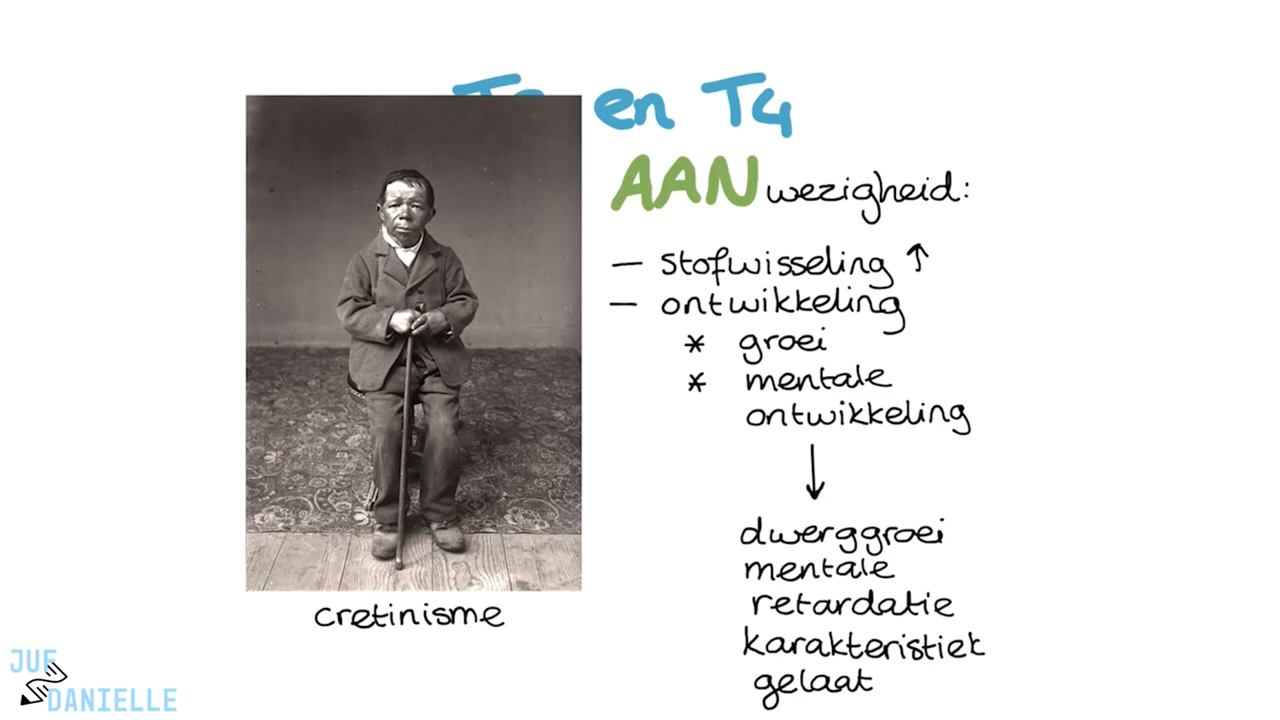 en T4
AANwezigheid:
- stofwisseling ↑
- ontwikkeling
* groei
* mentale
ontwikkeling
↓
dwerggroei
mentale
retardatie
karakteristiek
gelaat
cretinisme
JUF
DANIELLE